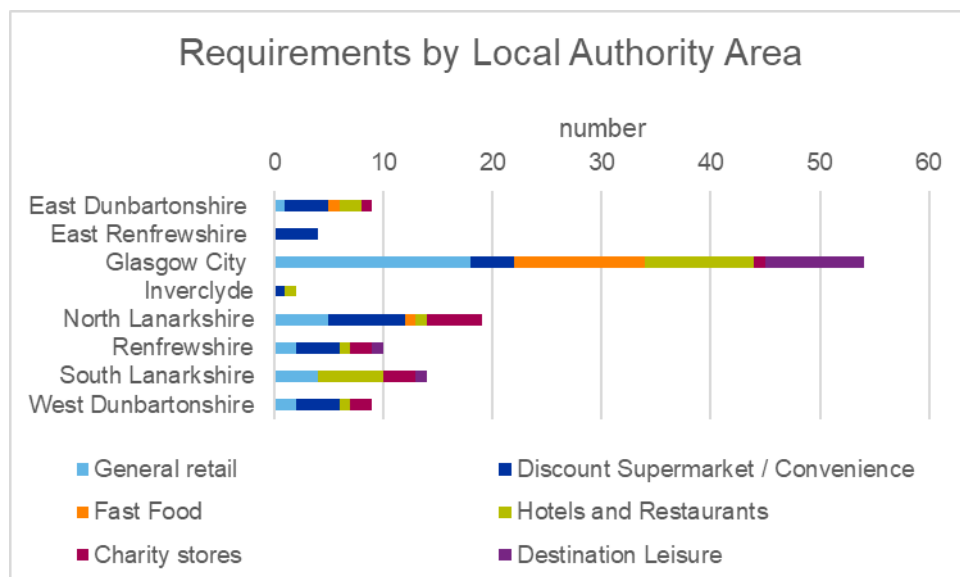 Requirements by Local Authority Area
number
0 10 20 30 40 50 60
East Dunbartonshire
East Renfrewshire
Glasgow City
Inverclyde
North Lanarkshire
Renfrewshire
South Lanarkshire
West Dunbartonshire
General retail Discount Supermarket / Convenience
Fast Food Hotels and Restaurants
Charity stores Destination Leisure